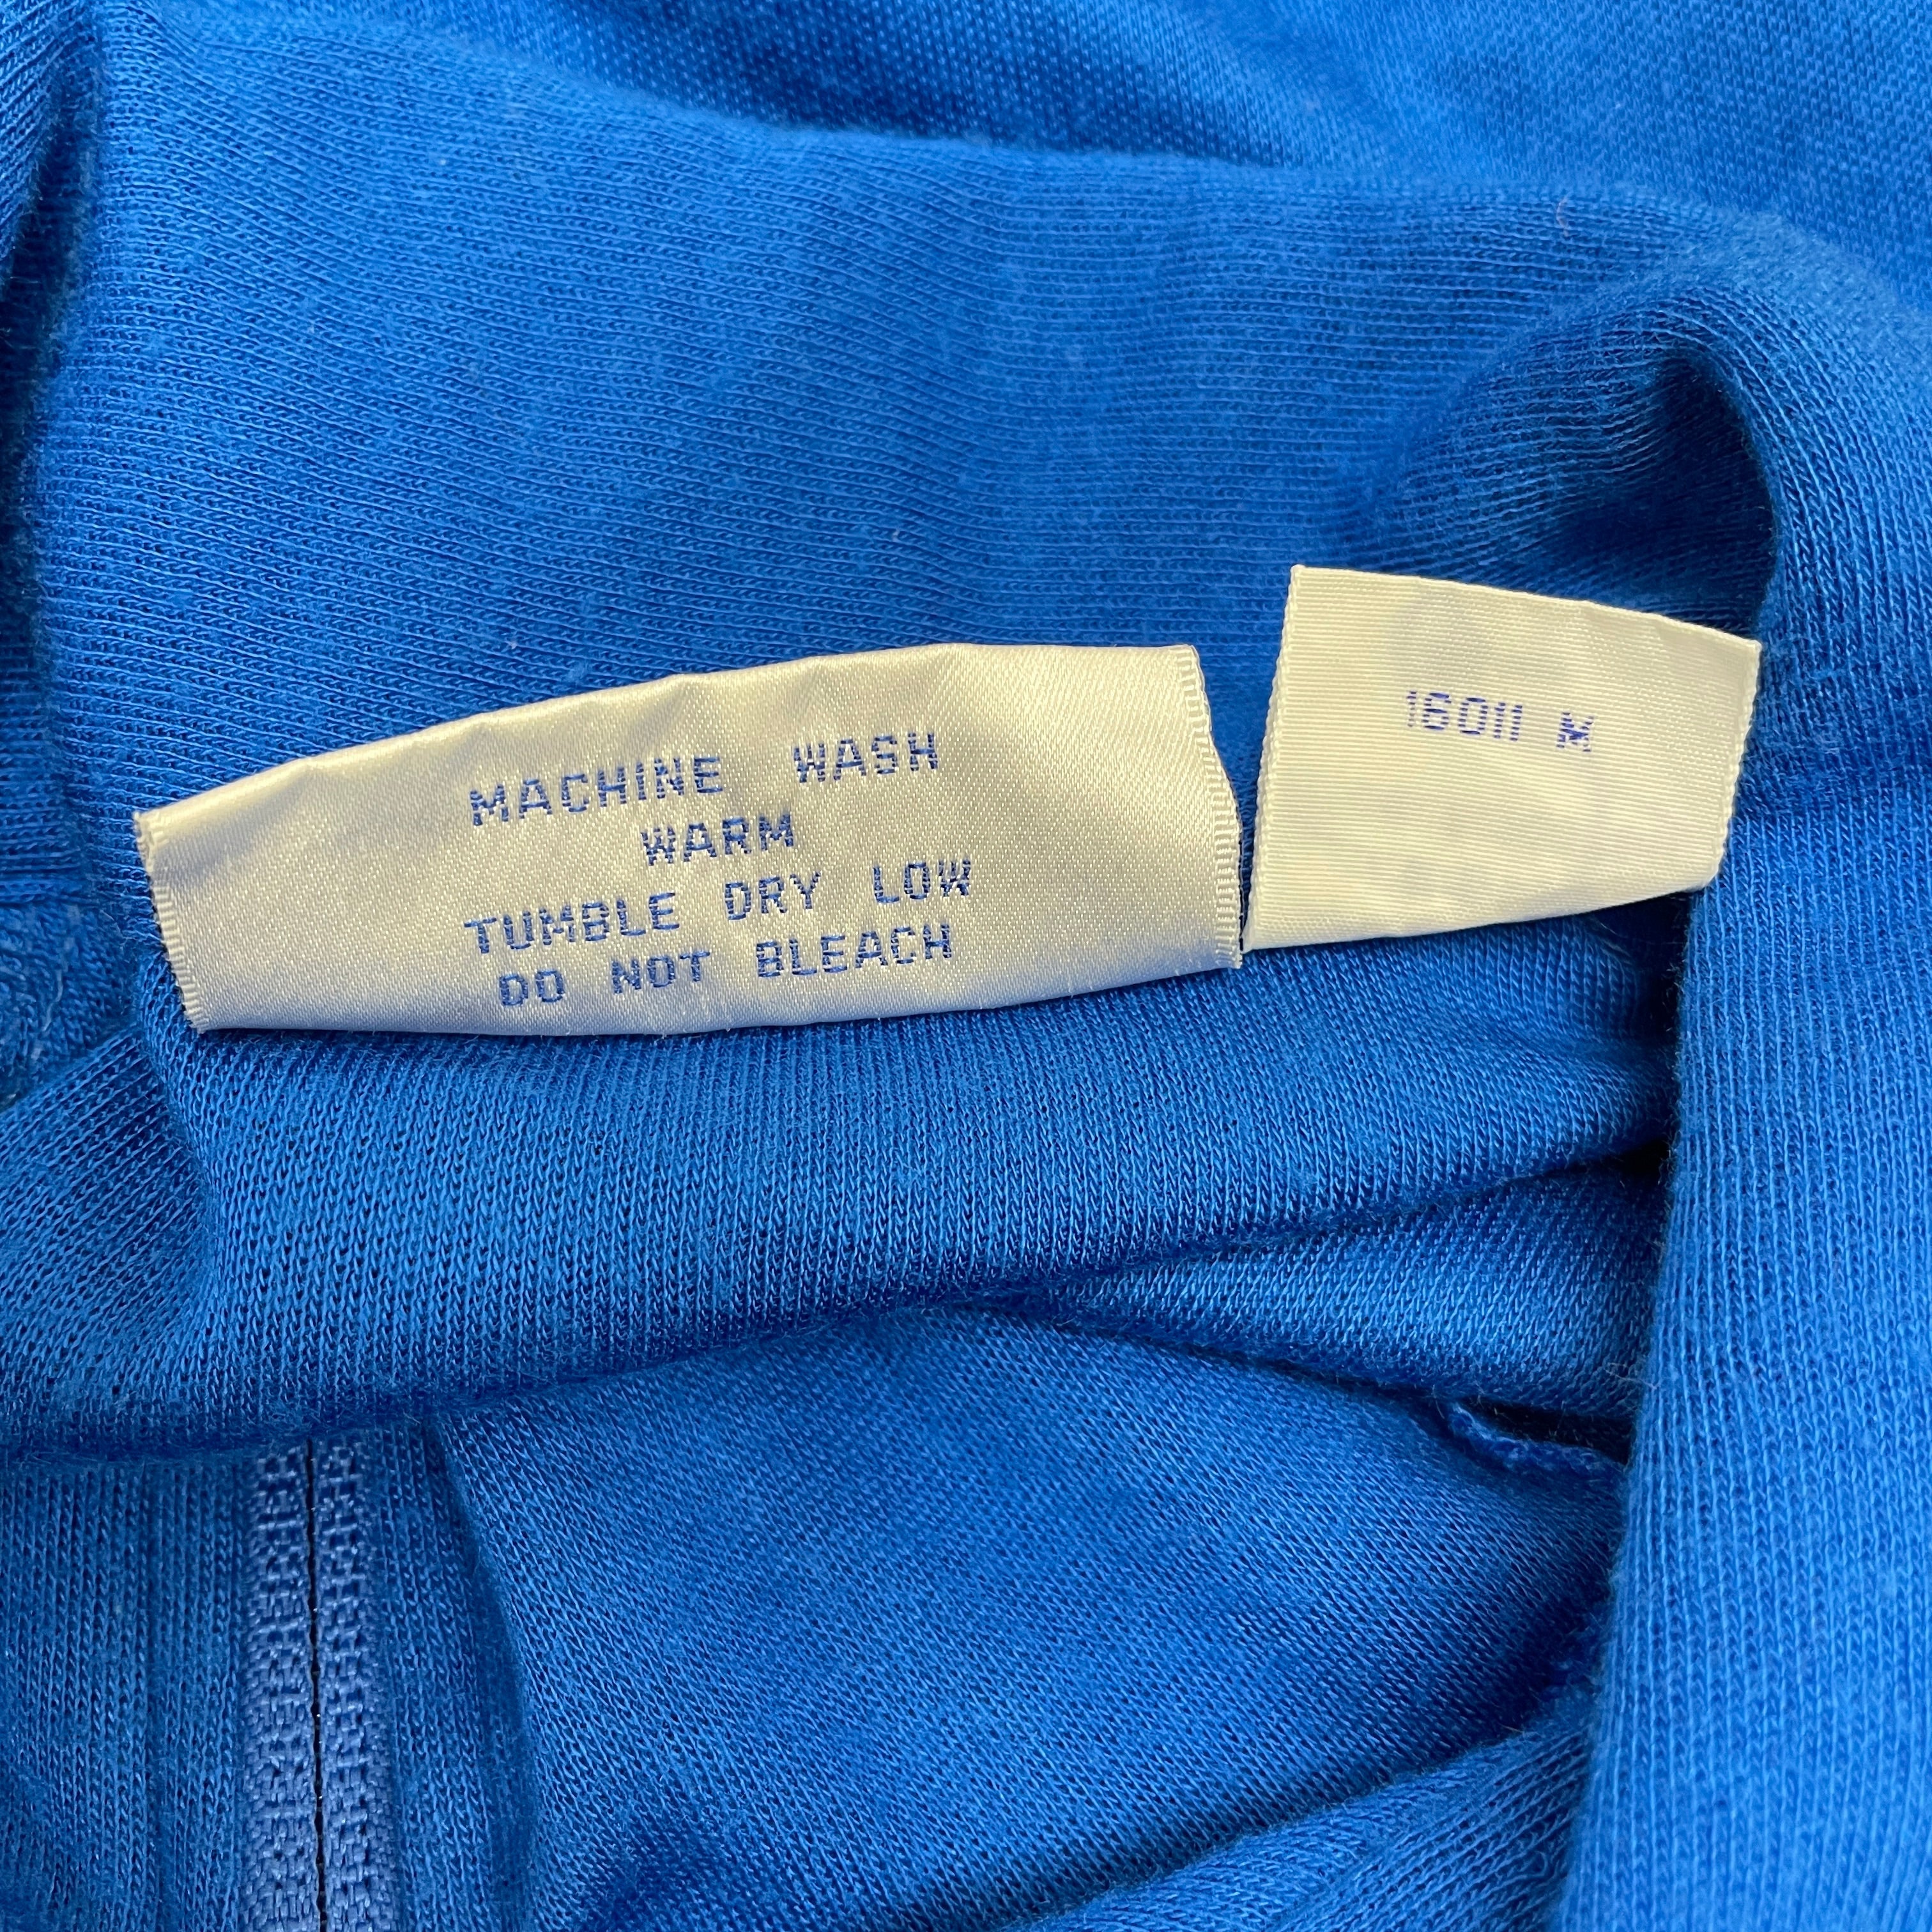 MACHINE WASH
WARM
TUMBLE DRY LOW
DO NOT BLEACH
16011 M